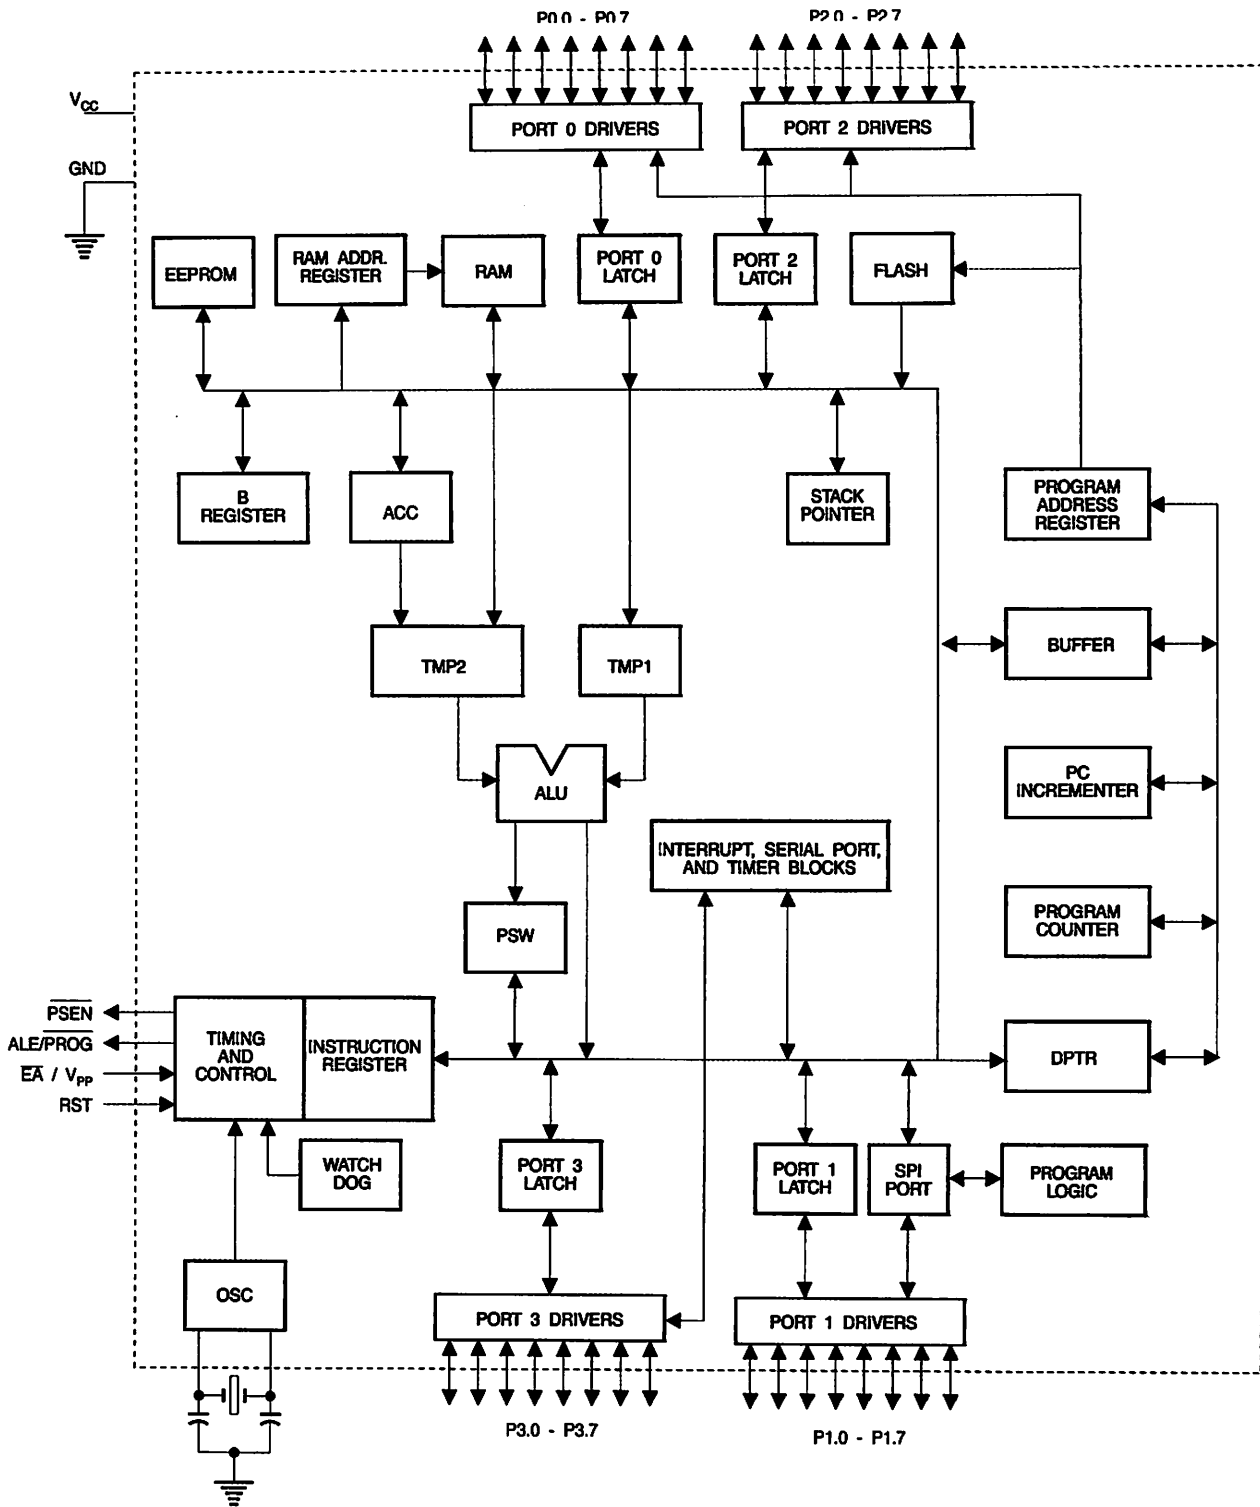 P0.0 - P0.7
P2.0 - P2.7
VCC
PORT 0 DRIVERS
PORT 2 DRIVERS
GND
EEPROM
RAM ADDR.
REGISTER
RAM
PORT 0
LATCH
PORT 2
LATCH
FLASH
B
REGISTER
ACC
STACK
POINTER
PROGRAM
ADDRESS
REGISTER
TMP2
TMP1
BUFFER
ALU
PC
INCREMENTER
INTERRUPT, SERIAL PORT,
AND TIMER BLOCKS
PSW
PROGRAM
COUNTER
PSEN
ALE/PROG
EA / VPP
RST
TIMING
AND
CONTROL
INSTRUCTION
REGISTER
DPTR
WATCH
DOG
PORT 3
LATCH
PORT 1
LATCH
SPI
PORT
PROGRAM
LOGIC
OSC
PORT 3 DRIVERS
PORT 1 DRIVERS
P3.0 - P3.7
P1.0 - P1.7